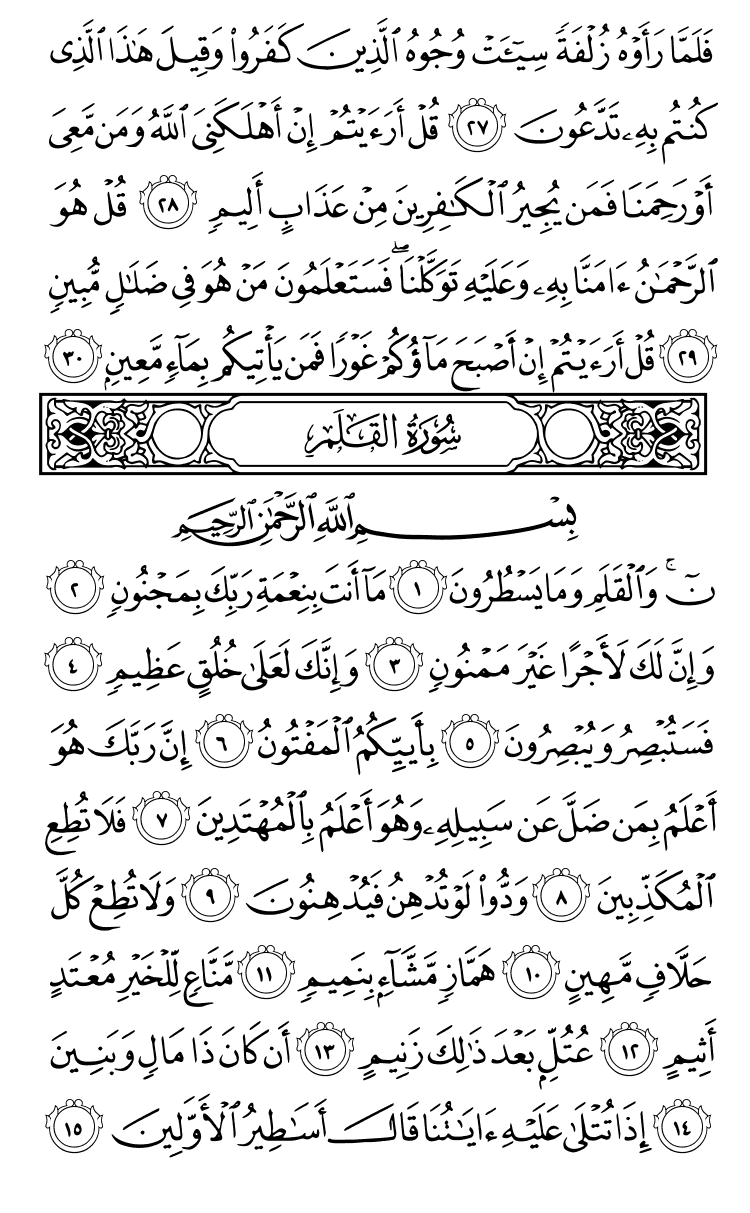 فَلَمَّا رَأَوۡهُ زُلۡفَةٗ سِيٓـَٔتۡ وُجُوهُ ٱلَّذِينَ كَفَرُواْ وَقِيلَ هَٰذَا ٱلَّذِي
كُنتُم بِهِۦ تَدَّعُونَ ٢٧ قُلۡ أَرَءَيۡتُمۡ إِنۡ أَهۡلَكَنِيَ ٱللَّهُ وَمَن مَّعِيَ
أَوۡ رَحِمَنَا فَمَن يُجِيرُ ٱلۡكَٰفِرِينَ مِنۡ عَذَابٍ أَلِيمٖ ٢٨ قُلۡ هُوَ
ٱلرَّحۡمَٰنُ ءَامَنَّا بِهِۦ وَعَلَيۡهِ تَوَكَّلۡنَاۖ فَسَتَعۡلَمُونَ مَنۡ هُوَ فِي ضَلَٰلٖ مُّبِينٖ
٢٩ قُلۡ أَرَءَيۡتُمۡ إِنۡ أَصۡبَحَ مَآؤُكُمۡ غَوۡرٗا فَمَن يَأۡتِيكُم بِمَآءٖ مَّعِينِۭ ٣٠
سُورَةُ القَلَمِ
بِسۡمِ ٱللَّهِ ٱلرَّحۡمَٰنِ ٱلرَّحِيمِ
نٓۚ وَٱلۡقَلَمِ وَمَا يَسۡطُرُونَ ١ مَآ أَنتَ بِنِعۡمَةِ رَبِّكَ بِمَجۡنُونٖ ٢
وَإِنَّ لَكَ لَأَجۡرًا غَيۡرَ مَمۡنُونٖ ٣ وَإِنَّكَ لَعَلَىٰ خُلُقٍ عَظِيمٖ ٤
فَسَتُبۡصِرُ وَيُبۡصِرُونَ ٥ بِأَييِّكُمُ ٱلۡمَفۡتُونُ ٦ إِنَّ رَبَّكَ هُوَ
أَعۡلَمُ بِمَن ضَلَّ عَن سَبِيلِهِۦ وَهُوَ أَعۡلَمُ بِٱلۡمُهۡتَدِينَ ٧ فَلَا تُطِعِ
ٱلۡمُكَذِّبِينَ ٨ وَدُّواْ لَوۡ تُدۡهِنُ فَيُدۡهِنُونَ ٩ وَلَا تُطِعۡ كُلَّ
حَلَّافٖ مَّهِينٍ ١٠ هَمَّازٖ مَّشَّآءِۭ بِنَمِيمٖ ١١ مَّنَّاعٖ لِّلۡخَيۡرِ مُعۡتَدٍ
أَثِيمٍ ١٢ عُتُلِّۭ بَعۡدَ ذَٰلِكَ زَنِيمٍ ١٣ أَن كَانَ ذَا مَالٖ وَبَنِينَ
١٤ إِذَا تُتۡلَىٰ عَلَيۡهِ ءَايَٰتُنَا قَالَ أَسَٰطِيرُ ٱلۡأَوَّلِينَ ١٥